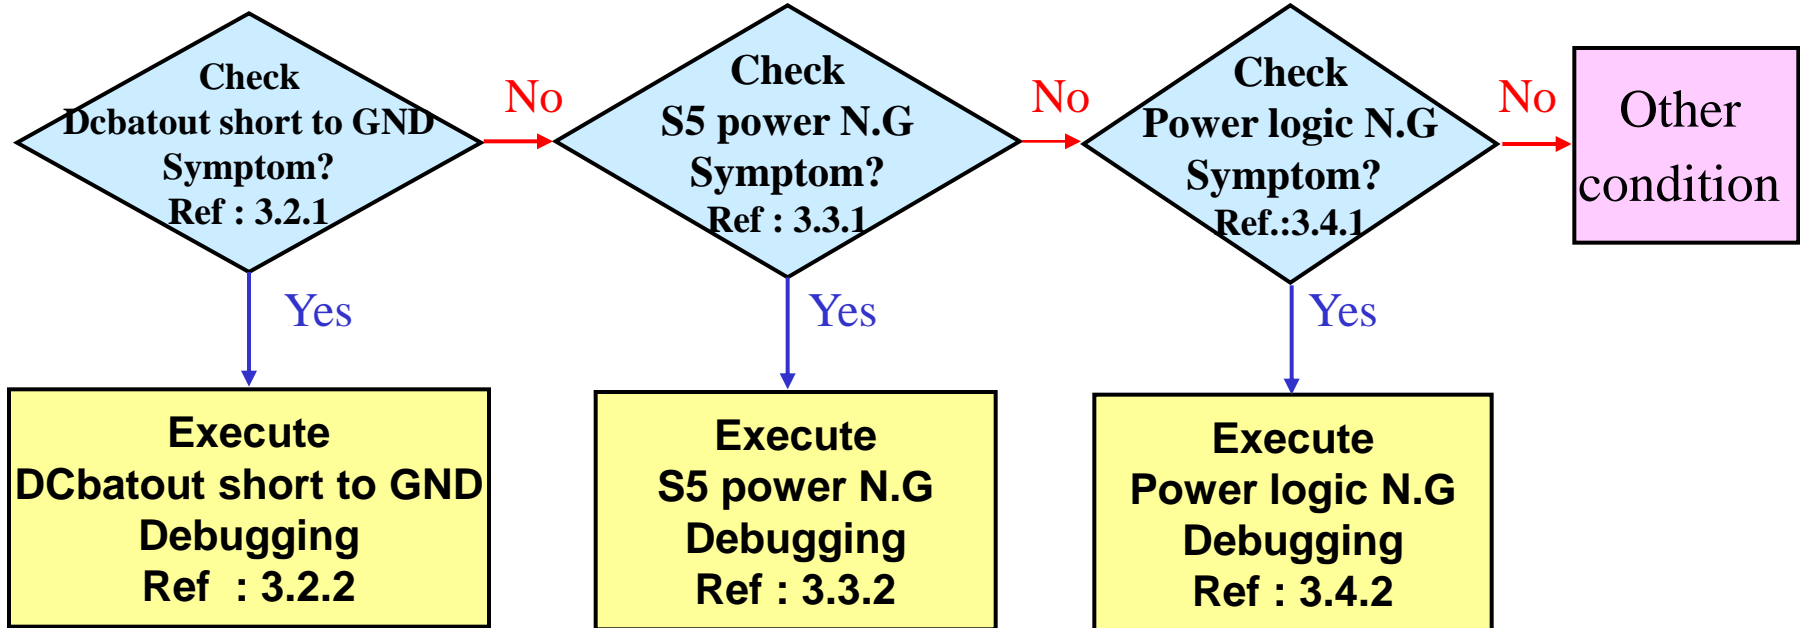 Check
Dcbatout short to GND
Symptom?
Ref : 3.2.1
No
Check
S5 power N.G
Symptom?
Ref : 3.3.1
No
Check
Power logic N.G
Symptom?
Ref.:3.4.1
No
Other
condition
Yes
Yes
Yes
Execute
DCbatout short to GND
Debugging
Ref : 3.2.2
Execute
S5 power N.G
Debugging
Ref : 3.3.2
Execute
Power logic N.G
Debugging
Ref : 3.4.2